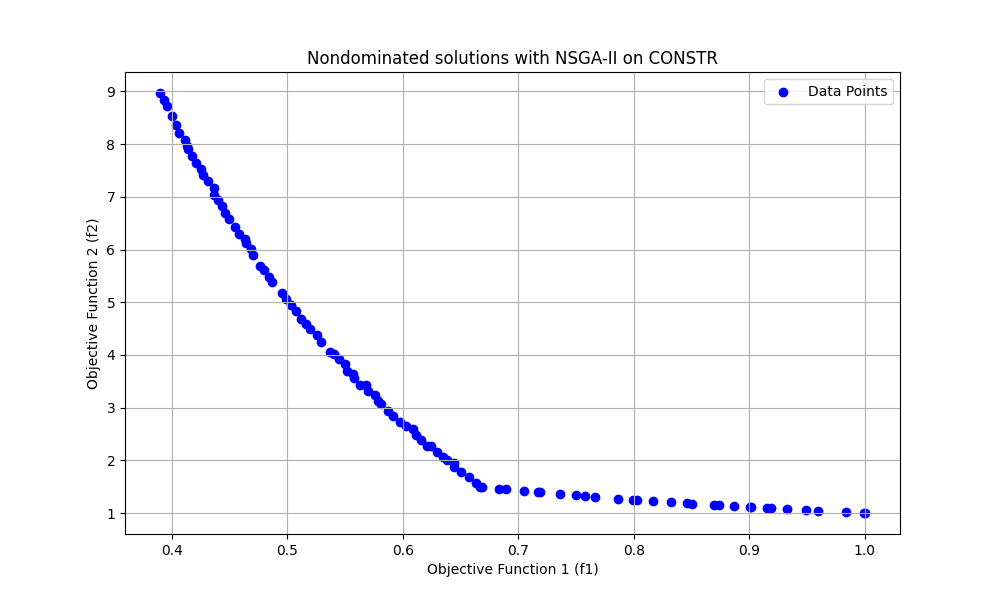 Nondominated solutions with NSGA-II on CONSTR
Data Points
Objective Function 2 (f2)
9
8
7
6
5
4
3
2
1
0.4 0.5 0.6 0.7 0.8 0.9 1.0
Objective Function 1 (f1)